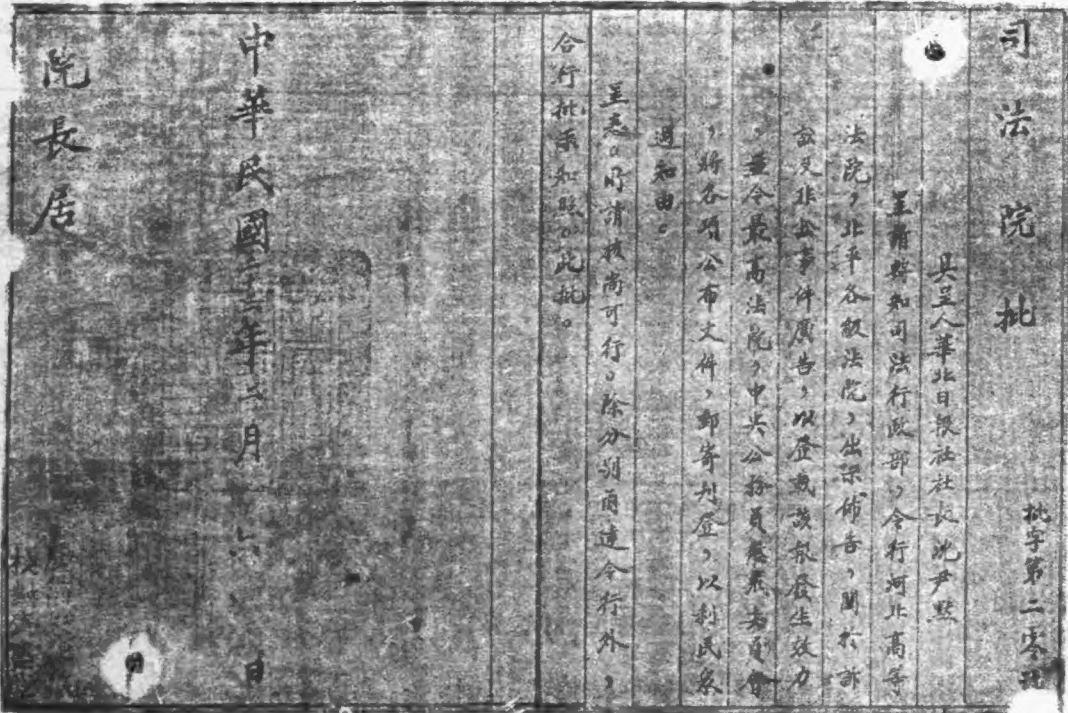 司法院批
批字第二零
具呈人華北日報社社長沈尹默
呈請轉知司法行政部,令行河北高等
法院,北平各級法院,出示佈告,關於訴
訟及非訟事件廣告,以登載該報發生效力
,並令最高法院,中央公務員懲戒委員會
,將各項公布文件,郵寄刊登,以利民眾
週知由。
呈悉。所請核尚可行,除分別函達令行外,
合行批示知照。此批。
中華民國二十二年二月六日
院長居